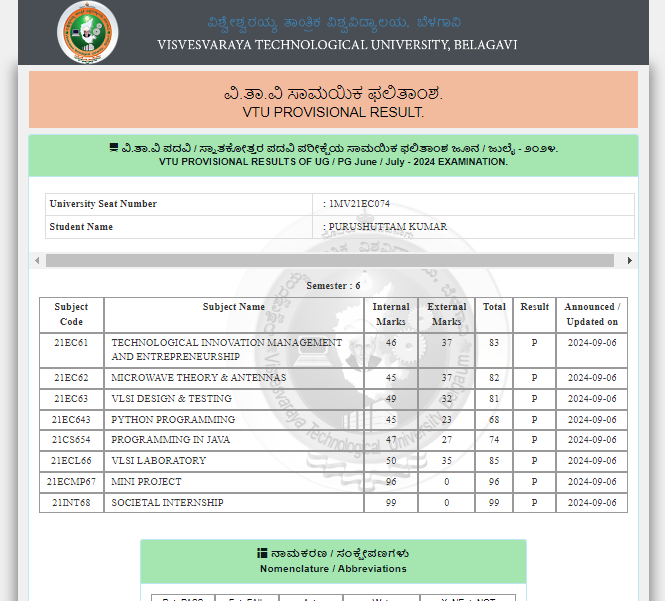 ವಿಶ್ವೇಶ್ವರಯ್ಯ ತಾಂತ್ರಿಕ ವಿಶ್ವವಿದ್ಯಾಲಯ, ಬೆಳಗಾವಿ
VISVESVARAYA TECHNOLOGICAL UNIVERSITY, BELAGAVI
ವಿ.ತಾ.ವಿ ಸಾಮಯಿಕ ಫಲಿತಾಂಶ.
VTU PROVISIONAL RESULT.
ವಿ.ತಾ.ವಿ ಪದವಿ / ಸ್ನಾತಕೋತ್ತರ ಪದವಿ ಪರೀಕ್ಷೆಯ ಸಾಮಯಿಕ ಫಲಿತಾಂಶ ಜೂನ / ಜುಲೈ - ೨೦೨೪.
VTU PROVISIONAL RESULTS OF UG / PG June / July - 2024 EXAMINATION.
University Seat Number : 1MV21EC074
Student Name : PURUSHUTTAM KUMAR
Semester : 6
Subject Code Subject Name Internal Marks External Marks Total Result Announced / Updated on
21EC61 TECHNOLOGICAL INNOVATION MANAGEMENT AND ENTREPRENEURSHIP 46 37 83 P 2024-09-06
21EC62 MICROWAVE THEORY & ANTENNAS 45 37 82 P 2024-09-06
21EC63 VLSI DESIGN & TESTING 49 32 81 P 2024-09-06
21EC643 PYTHON PROGRAMMING 45 23 68 P 2024-09-06
21CS654 PROGRAMMING IN JAVA 47 27 74 P 2024-09-06
21ECL66 VLSI LABORATORY 50 35 85 P 2024-09-06
21ECMP67 MINI PROJECT 96 0 96 P 2024-09-06
21INT68 SOCIETAL INTERNSHIP 99 0 99 P 2024-09-06
Visvesvaraya Technological University Belgaum
ನಾಮಕರಣ / ಸಂಕ್ಷೇಪಣಗಳು
Nomenclature / Abbreviations